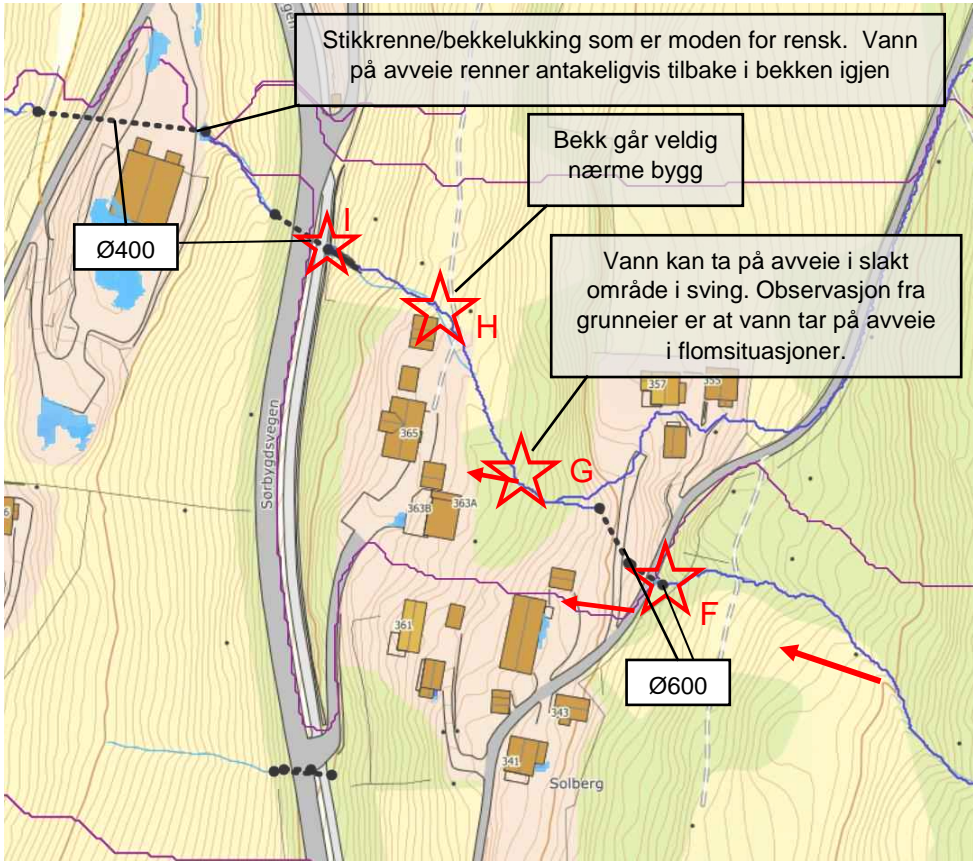 gen
Stikkrenne/bekkelukking som er moden for rensk. Vann
på avveie renner antakeligvis tilbake i bekken igjen
Bekk går veldig
nærme bygg
I
Ø400
Vann kan ta på avveie i slakt
område i sving. Observasjon fra
grunneier er at vann tar på avveie
i flomsituasjoner.
H
357
355
365
Sørbygdsvegen
G
363B
363A
6
F
361
Ø600
343
341
Solberg